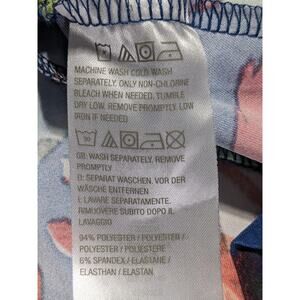 MACHINE WASH COLD WASH
SEPARATELY, ONLY NON-CHLORINE
BLEACH WHEN NEEDED, TUMBLE
DRY LOW. REMOVE PROMPTLY. LOW
IRON IF NEEDED)
GB: WASH SEPARATELY, REMOVE
PROMPTLY
D: SEPARAT WASCHEN, VOR DER
WÄSCHE ENTFERNEN
I: LAVARE SEPARATAMENTE.
RIMUOVERE SUBITO DOPO IL
LAVAGGIO
94% POLYESTER / POLYESTER /
POLYESTER / POLYESTER
6% SPANDEX / ELASTANE /
ELASTHAN / ELASTAN